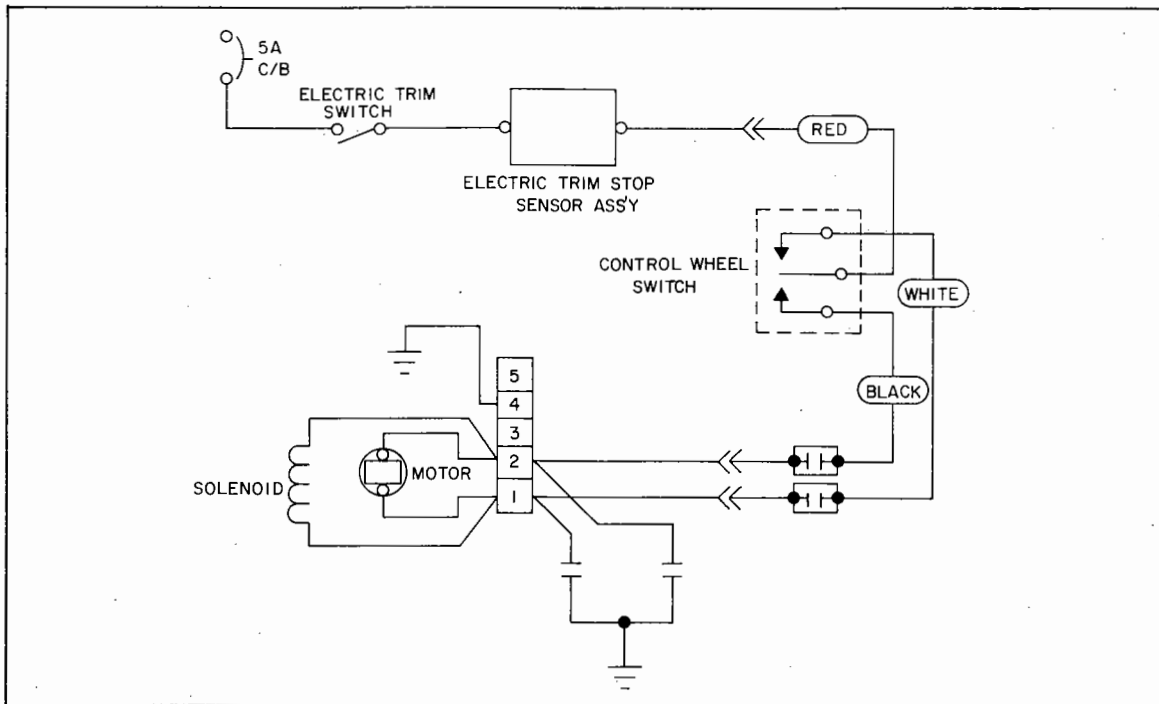 5A
C/B
ELECTRIC TRIM
SWITCH
RED
ELECTRIC TRIM STOP
SENSOR ASS'Y
CONTROL WHEEL
SWITCH
WHITE
BLACK
5
4
3
2
1
MOTOR
SOLENOID